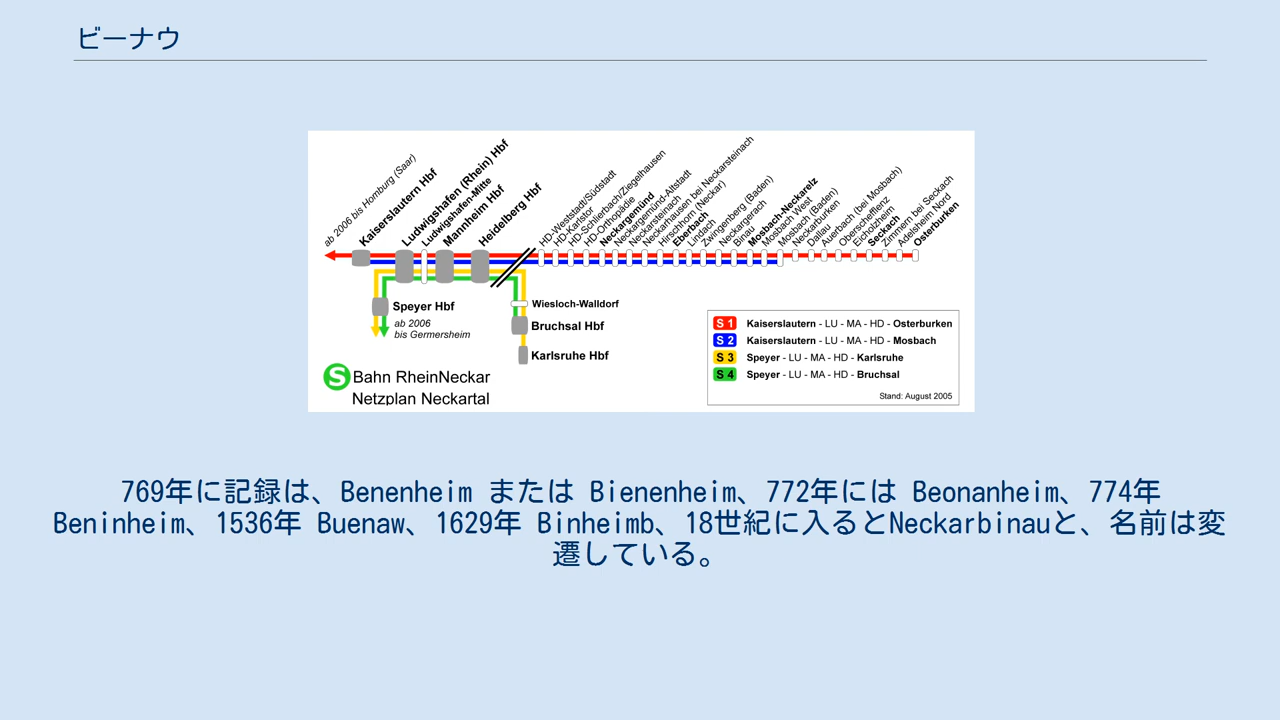 ビーナウ
ab 2006 bis Homburg (Saar)
Kaiserslautern Hbf
Ludwigshafen (Rhein) Hbf
Ludwigshafen-Mitte
Mannheim Hbf
Heidelberg Hbf
HD-Weststadt/Südstadt
HD-Karlstor
HD-Schlierbach/Ziegelhausen
HD-Orthopädie
Neckargemünd
Neckargemünd-Altstadt
Neckarsteinach
Neckarhausen bei Neckarsteinach
Hirschhorn (Neckar)
Eberbach
Lindach
Zwingenberg (Baden)
Neckargerach
Binau
Mosbach-Neckarelz
Mosbach West
Mosbach (Baden)
Neckarburken
Dallau
Auerbach (bei Mosbach)
Oberschefflenz
Eicholzheim
Seckach
Zimmern bei Seckach
Adelsheim Nord
Osterburken
Speyer Hbf
ab 2006
bis Germersheim
Wiesloch-Walldorf
Bruchsal Hbf
Karlsruhe Hbf
S Bahn RheinNeckar
Netzplan Neckartal
S 1 Kaiserslautern - LU - MA - HD - Osterburken
S 2 Kaiserslautern - LU - MA - HD - Mosbach
S 3 Speyer - LU - MA - HD - Karlsruhe
S 4 Speyer - LU - MA - HD - Bruchsal
Stand: August 2005
769年に記録は、Benenheim または Bienenheim、772年には Beonanheim、774年
Beninheim、1536年 Buenaw、1629年 Binheimb、18世紀に入るとNeckarbinauと、名前は変
遷している。